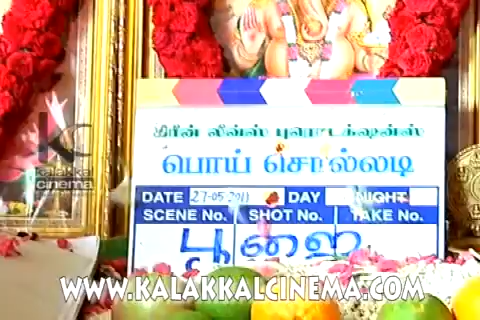 கிரீன் லீவ்ஸ் புரொடக்ஷன்ஸ்
பொய் சொல்லடி
DATE 27-05-2011 DAY NIGHT
SCENE No. SHOT No. TAKE No.
பூஜை
kalakkal
cinema
WWW.KALAKKALCINEMA.COM